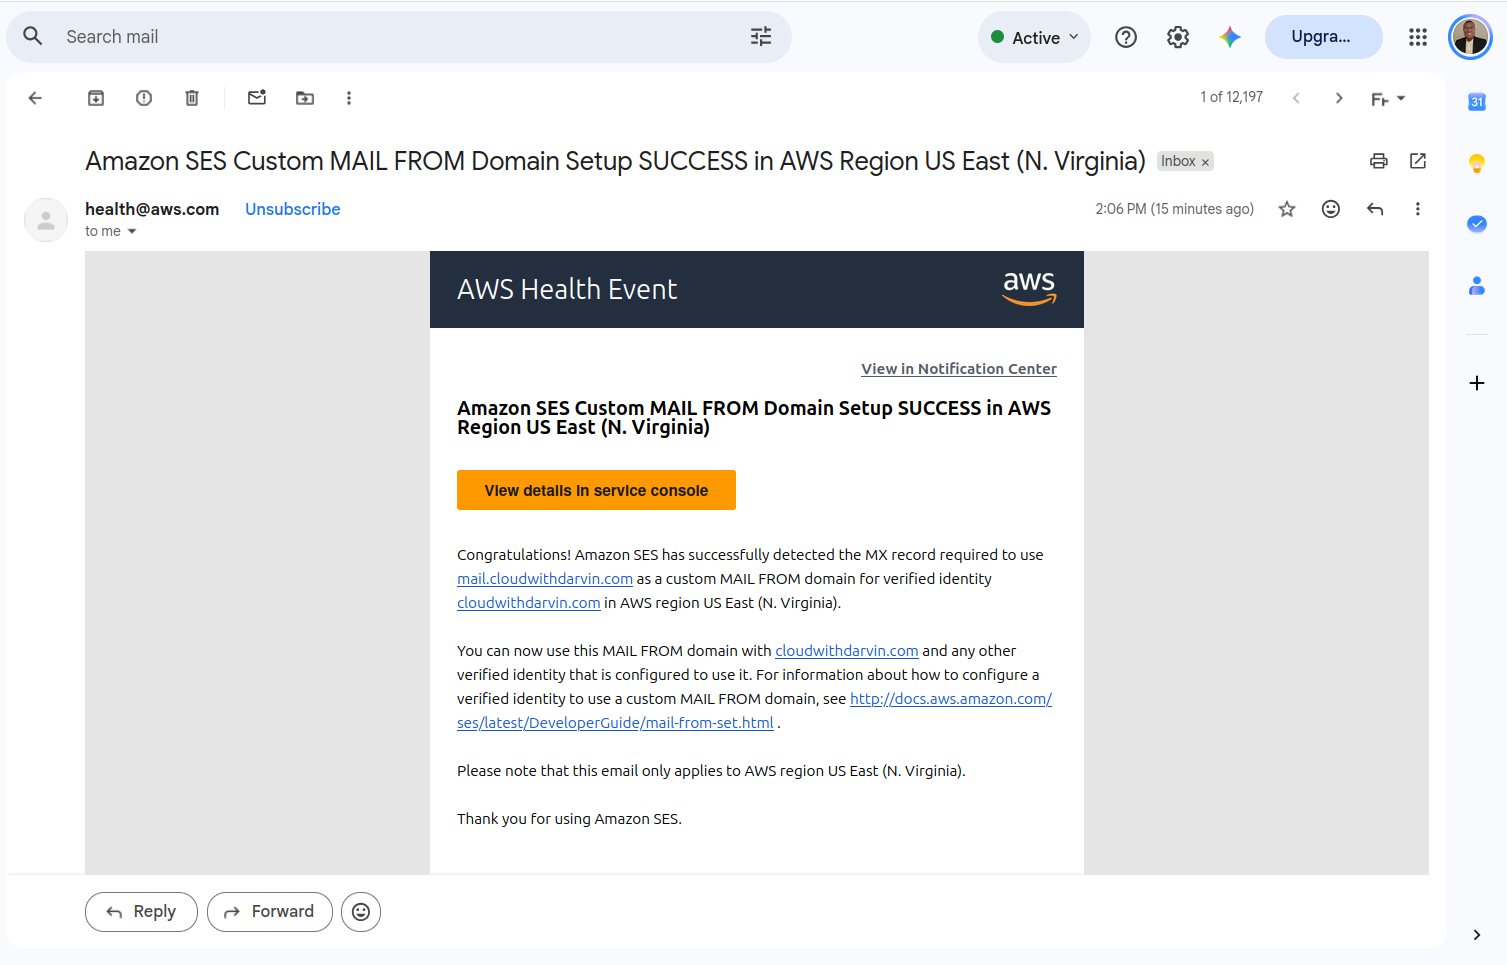 Search mail
Active
Upgra...
1 of 12,197
31
Amazon SES Custom MAIL FROM Domain Setup SUCCESS in AWS Region US East (N. Virginia)
Inbox x
health@aws.com Unsubscribe
2:06 PM (15 minutes ago)
to me
AWS Health Event
aws
View in Notification Center
Amazon SES Custom MAIL FROM Domain Setup SUCCESS in AWS
Region US East (N. Virginia)
View details in service console
Congratulations! Amazon SES has successfully detected the MX record required to use
mail.cloudwithdarvin.com as a custom MAIL FROM domain for verified identity
cloudwithdarvin.com in AWS region US East (N. Virginia).
You can now use this MAIL FROM domain with cloudwithdarvin.com and any other
verified identity that is configured to use it. For information about how to configure a
verified identity to use a custom MAIL FROM domain, see http://docs.aws.amazon.com/
ses/latest/DeveloperGuide/mail-from-set.html .
Please note that this email only applies to AWS region US East (N. Virginia).
Thank you for using Amazon SES.
Reply
Forward